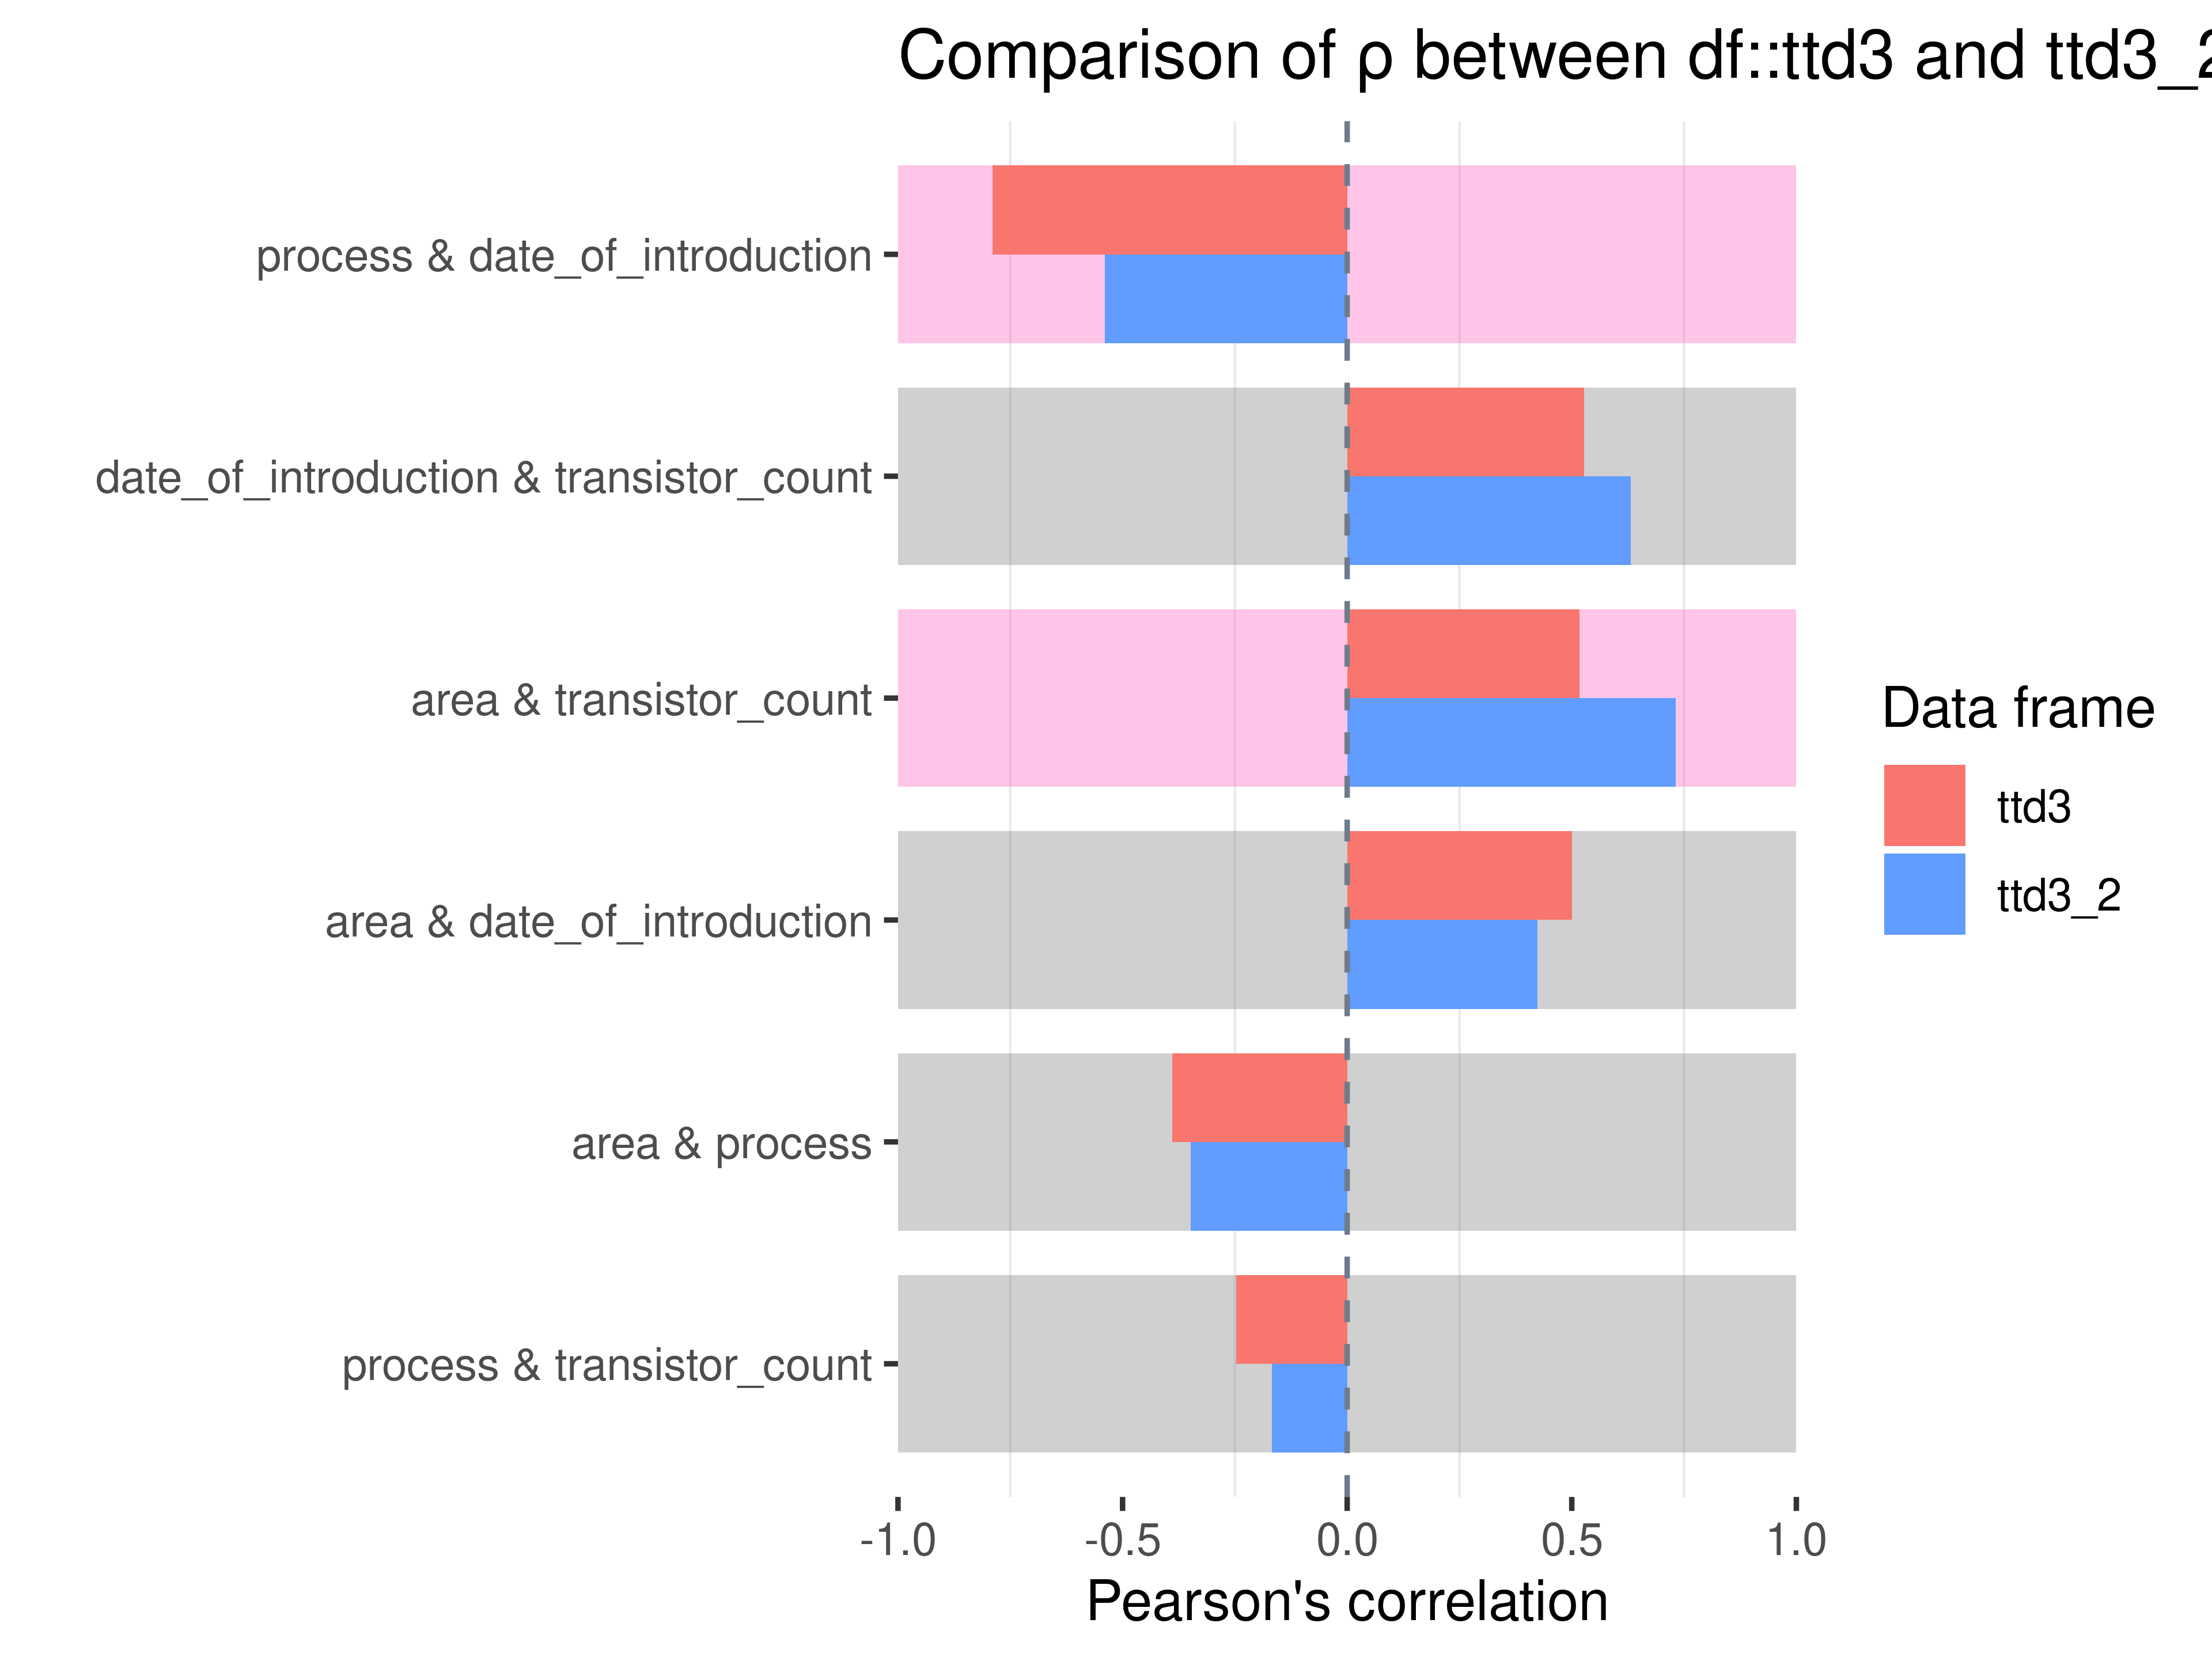 Comparison of ρ between df::ttd3 and ttd3_2
process & date_of_introduction
date_of_introduction & transistor_count
area & transistor_count
area & date_of_introduction
area & process
process & transistor_count
-1.0 -0.5 0.0 0.5 1.0
Pearson's correlation
Data frame
ttd3
ttd3_2